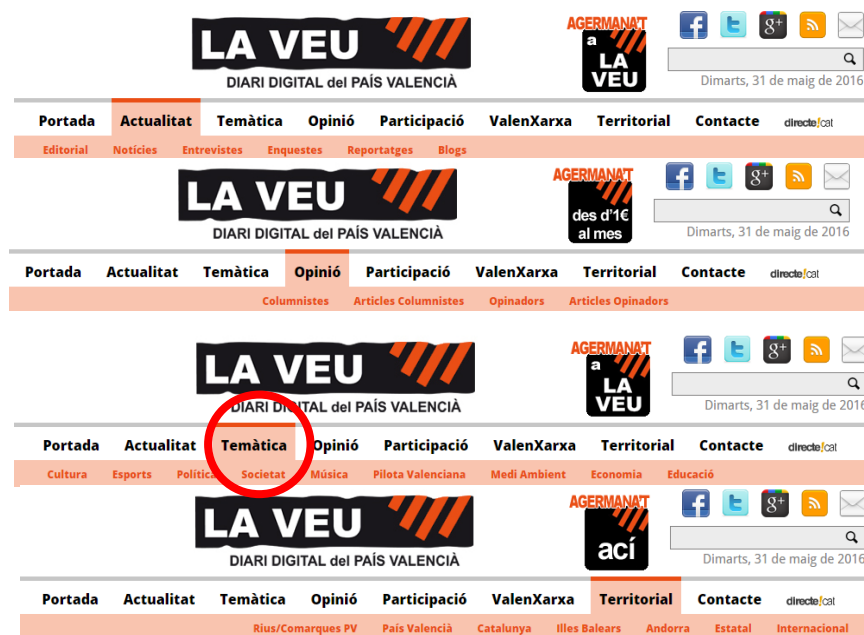 LA VEU
DIARI DIGITAL del PAÍS VALENCIÀ
AGERMANA'T
a
LA
VEU
Dimarts, 31 de maig de 2016
Portada Actualitat Temàtica Opinió Participació ValenXarxa Territorial Contacte directe!cat
Editorial Notícies Entrevistes Enquestes Reportatges Blogs
LA VEU
DIARI DIGITAL del PAÍS VALENCIÀ
AGERMANA'T
des d'1€
al mes
Dimarts, 31 de maig de 2016
Portada Actualitat Temàtica Opinió Participació ValenXarxa Territorial Contacte directe!cat
Columnistes Articles Columnistes Opinadors Articles Opinadors
LA VEU
DIARI DIGITAL del PAÍS VALENCIÀ
AGERMANA'T
a
LA
VEU
Dimarts, 31 de maig de 2016
Portada Actualitat Temàtica Opinió Participació ValenXarxa Territorial Contacte directe!cat
Cultura Esports Política Societat Música Pilota Valenciana Medi Ambient Economia Educació
LA VEU
DIARI DIGITAL del PAÍS VALENCIÀ
AGERMANA'T
ací
Dimarts, 31 de maig de 2016
Portada Actualitat Temàtica Opinió Participació ValenXarxa Territorial Contacte directe!cat
Rius/Comarques PV País Valencià Catalunya Illes Balears Andorra Estatal Internacional